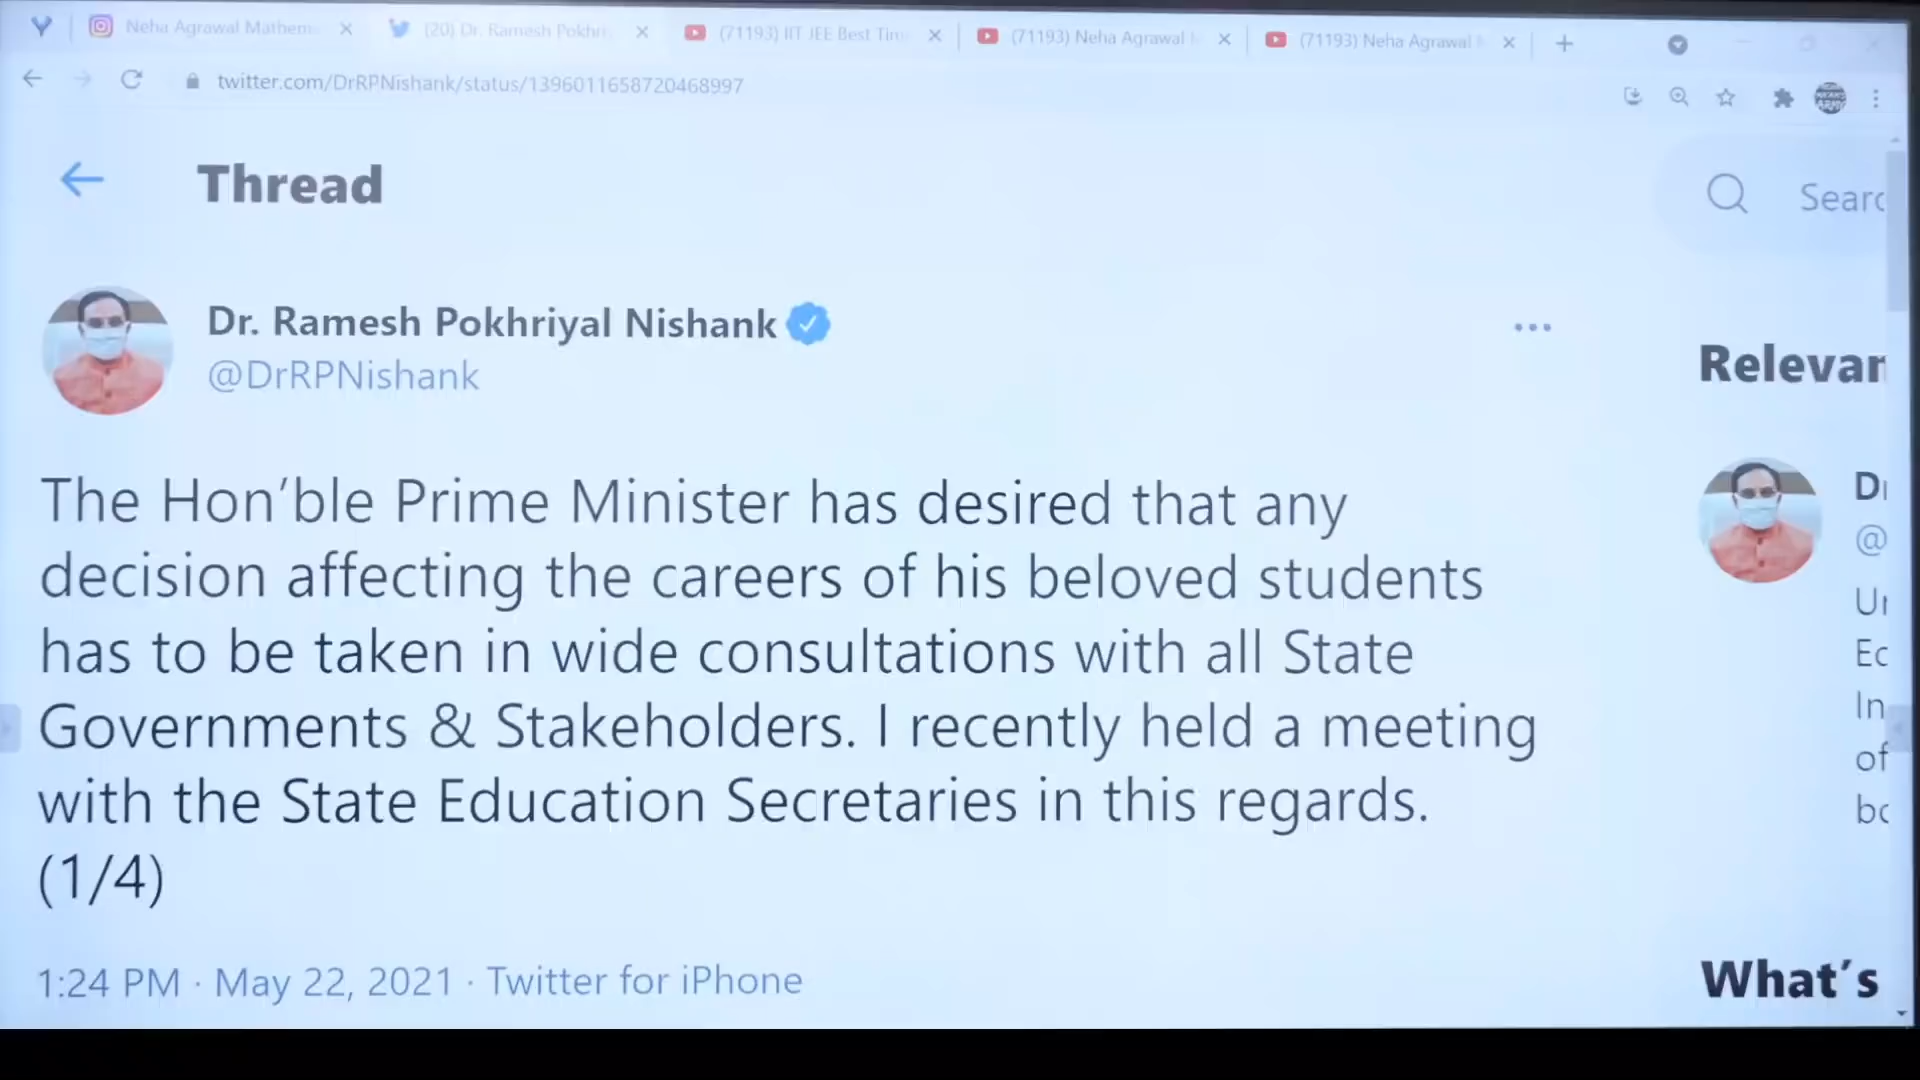 Neha Agrawal Mathem
(20) Dr. Ramesh Pokhri
(71193) IIT JEE Best Tim
(71193) Neha Agrawal
(71193) Neha Agrawal
twitter.com/DrRPNishank/status/1396011658720468997
Thread
Searc
Dr. Ramesh Pokhriyal Nishank
@DrRPNishank
The Hon’ble Prime Minister has desired that any
decision affecting the careers of his beloved students
has to be taken in wide consultations with all State
Governments & Stakeholders. I recently held a meeting
with the State Education Secretaries in this regards.
(1/4)
1:24 PM · May 22, 2021 · Twitter for iPhone
Relevan
D
@
Ec
In
of
What’s